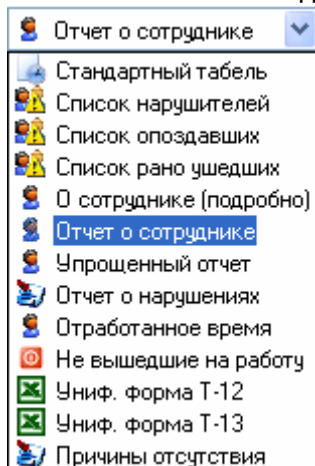 Отчет о сотруднике
Стандартный табель
Список нарушителей
Список опоздавших
Список рано ушедших
О сотруднике (подробно)
Отчет о сотруднике
Упрощенный отчет
Отчет о нарушениях
Отработанное время
Не вышедшие на работу
Униф. форма Т-12
Униф. форма Т-13
Причины отсутствия